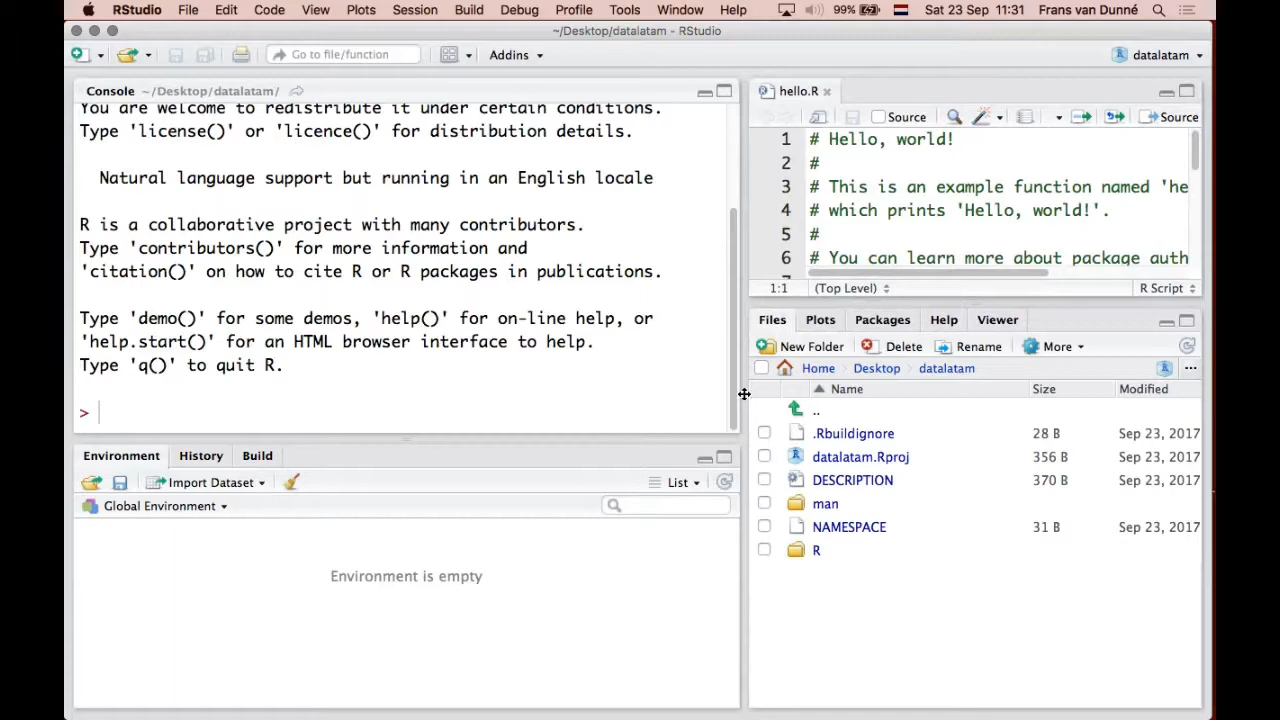 RStudio File Edit Code View Plots Session Build Debug Profile Tools Window Help 99% Sat 23 Sep 11:31 Frans van Dunné
~/Desktop/datalatam - RStudio
Go to file/function Addins datalatam
Console ~/Desktop/datalatam/
You are welcome to redistribute it under certain conditions.
Type 'license()' or 'licence()' for distribution details.
Natural language support but running in an English locale
R is a collaborative project with many contributors.
Type 'contributors()' for more information and
'citation()' on how to cite R or R packages in publications.
Type 'demo()' for some demos, 'help()' for on-line help, or
'help.start()' for an HTML browser interface to help.
Type 'q()' to quit R.
>
Environment History Build
Import Dataset List
Global Environment
Environment is empty
hello.R
Source Source
1 # Hello, world!
2 #
3 # This is an example function named 'he
4 # which prints 'Hello, world!'.
5 #
6 # You can learn more about package auth
1:1 (Top Level) R Script
Files Plots Packages Help Viewer
New Folder Delete Rename More
Home Desktop datalatam
Name Size Modified
..
.Rbuildignore 28 B Sep 23, 2017
datalatam.Rproj 356 B Sep 23, 2017
DESCRIPTION 370 B Sep 23, 2017
man
NAMESPACE 31 B Sep 23, 2017
R